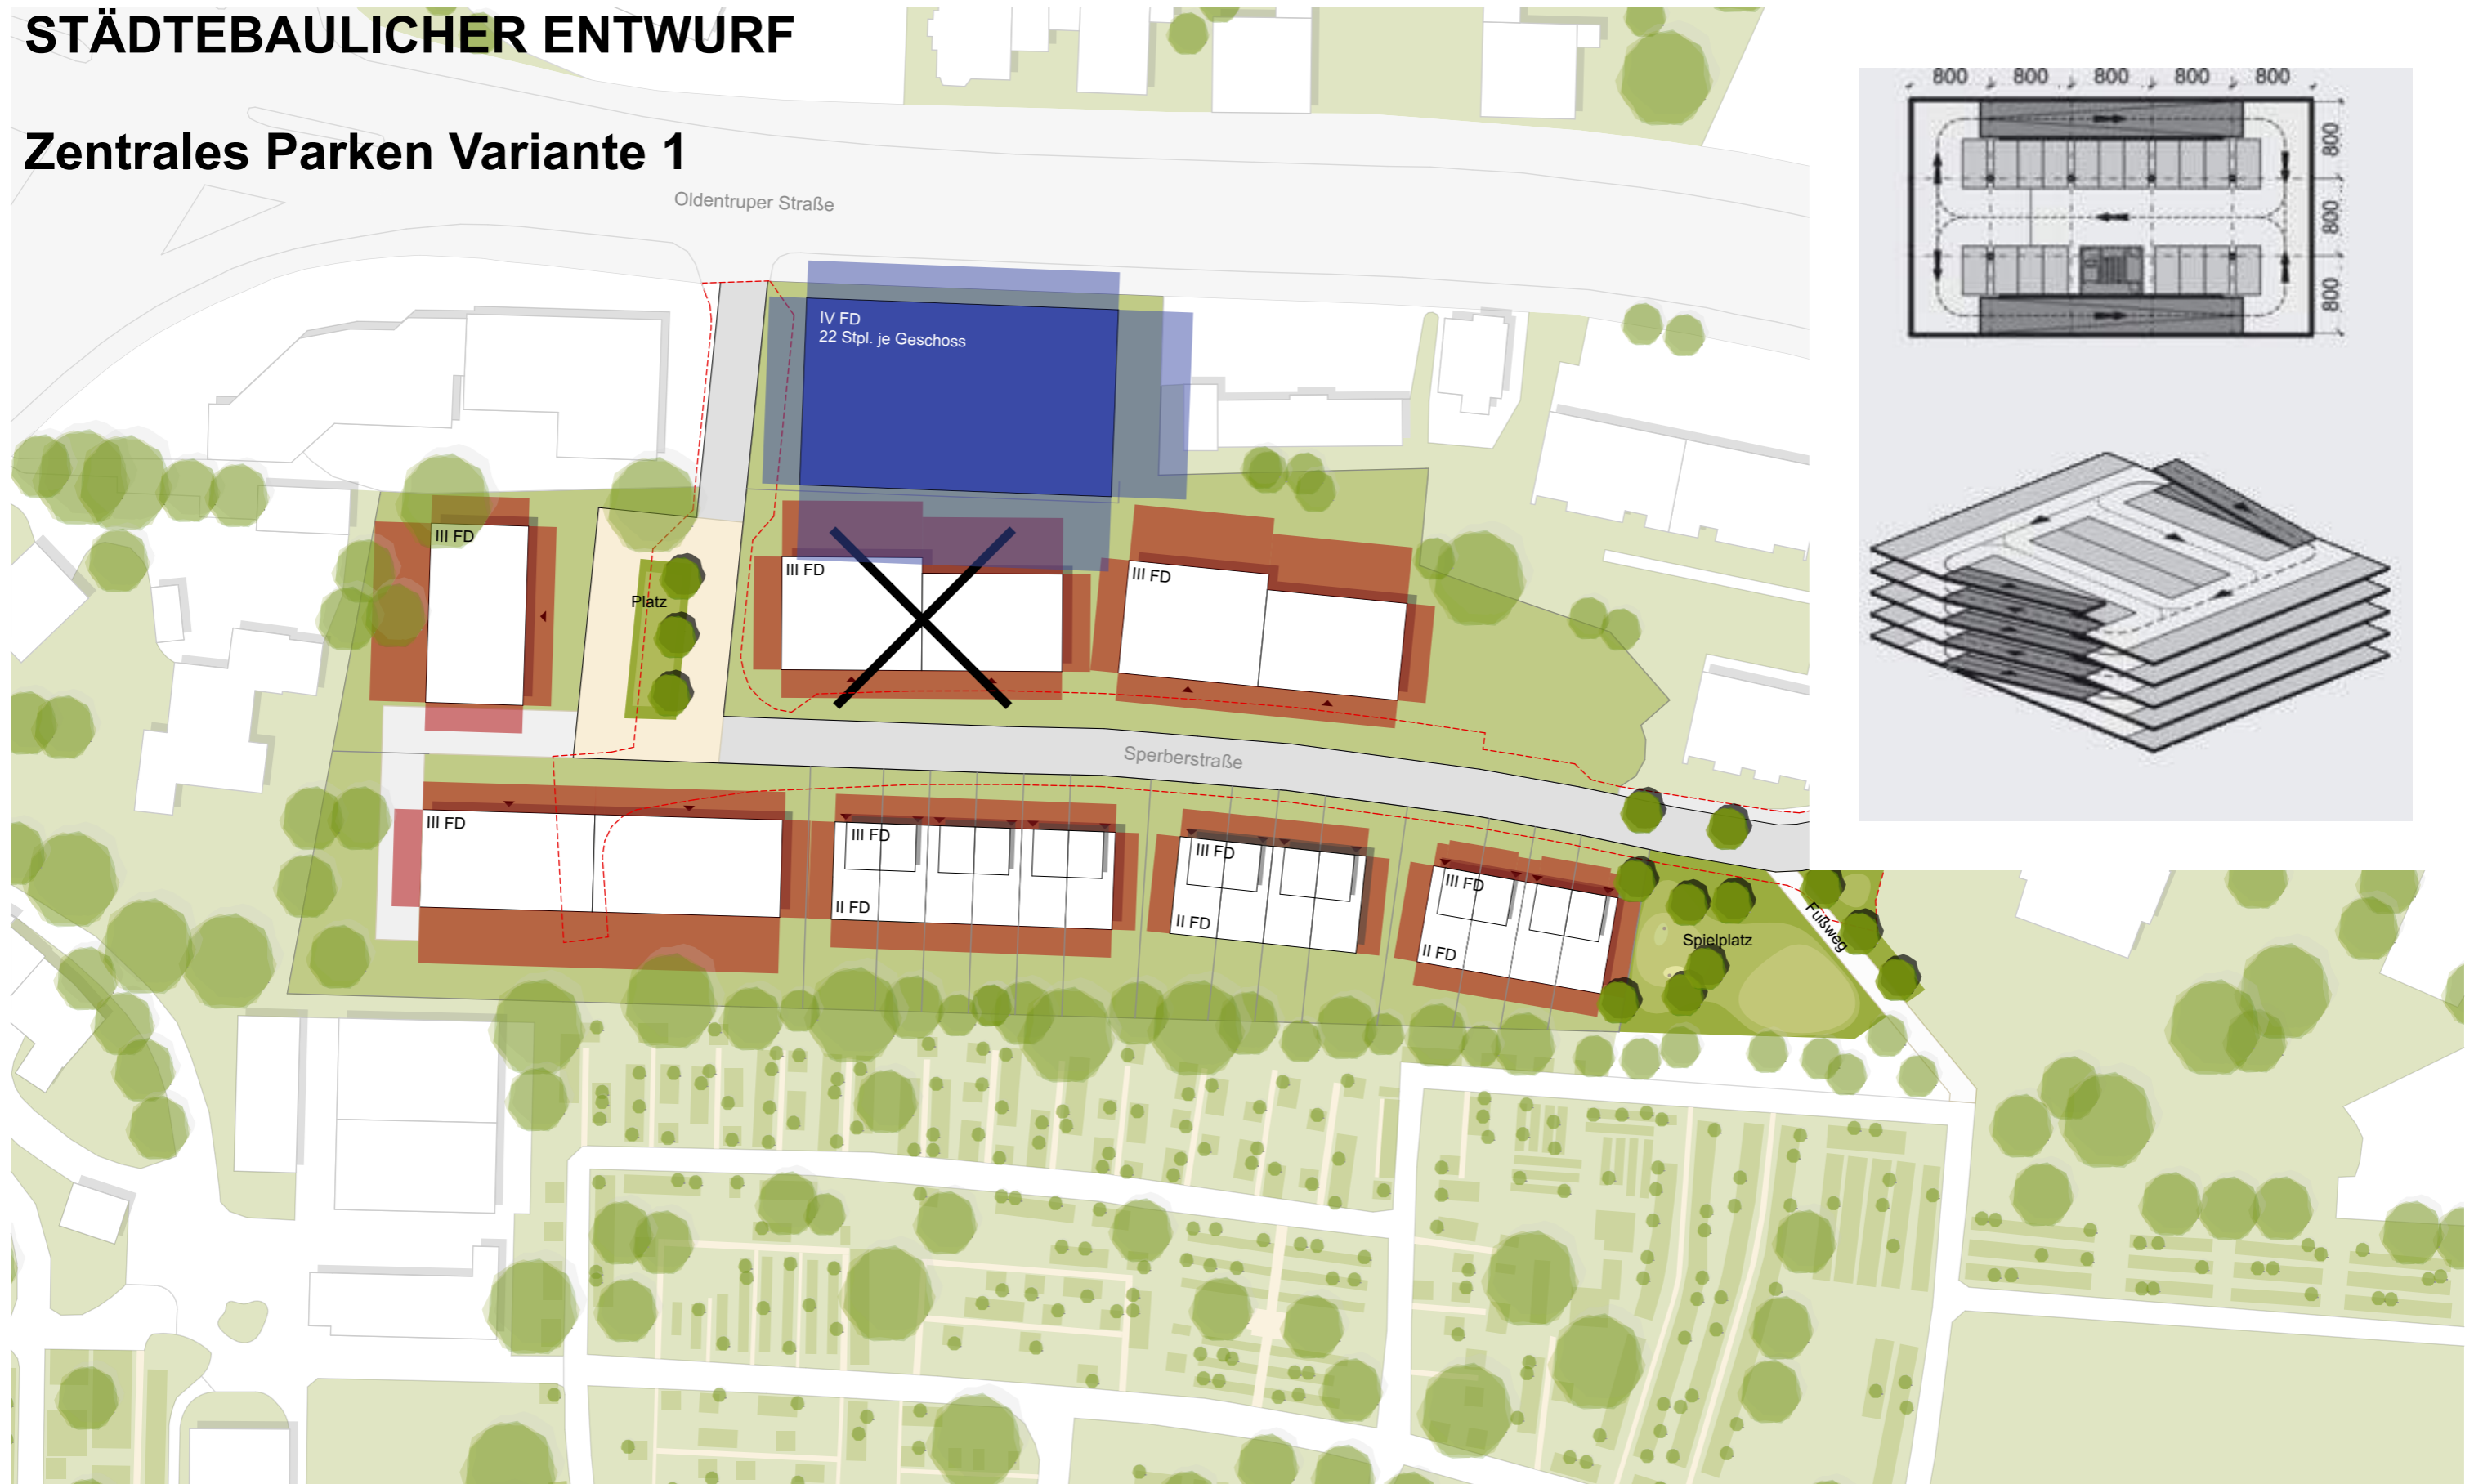 STÄDTEBAULICHER ENTWURF
Zentrales Parken Variante 1
800 800 800 800 800
800
800
800
Oldentruper Straße
IV FD
22 Stpl. je Geschoss
III FD
Platz
III FD
III FD
Sperberstraße
III FD
III FD
II FD
III FD
II FD
III FD
II FD
Spielplatz
Fußweg